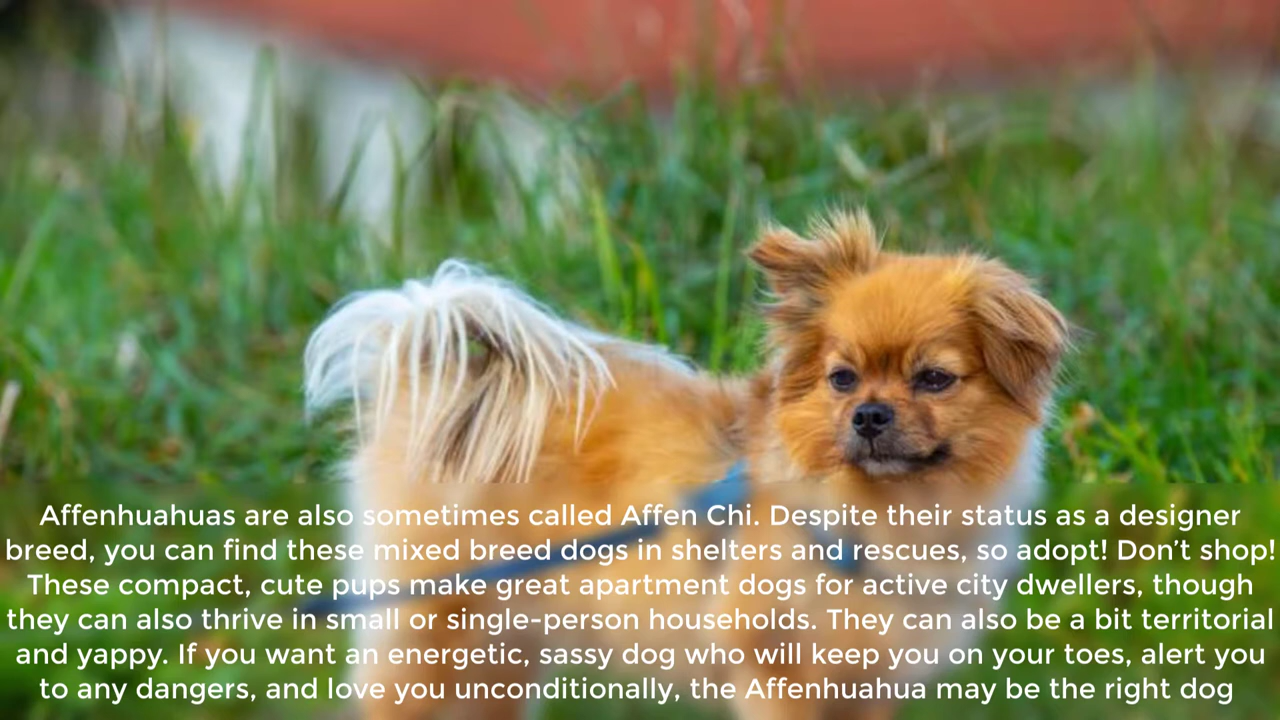 Affenhuahuas are also sometimes called Affen Chi. Despite their status as a designer
breed, you can find these mixed breed dogs in shelters and rescues, so adopt! Don’t shop!
These compact, cute pups make great apartment dogs for active city dwellers, though
they can also thrive in small or single-person households. They can also be a bit territorial
and yappy. If you want an energetic, sassy dog who will keep you on your toes, alert you
to any dangers, and love you unconditionally, the Affenhuahua may be the right dog